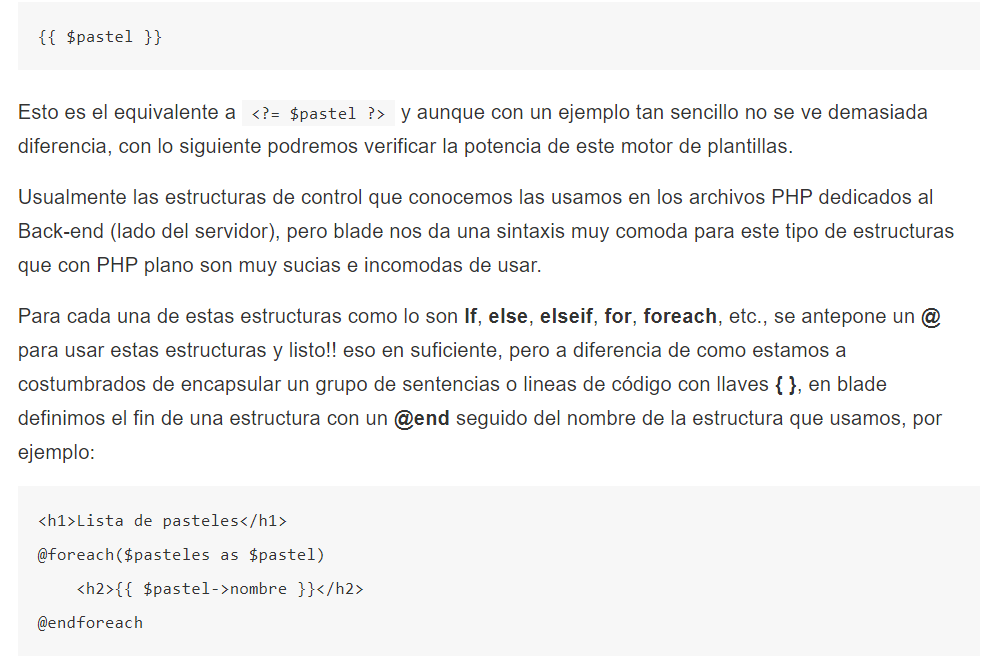 {{ $pastel }}
Esto es el equivalente a <?= $pastel ?> y aunque con un ejemplo tan sencillo no se ve demasiada
diferencia, con lo siguiente podremos verificar la potencia de este motor de plantillas.
Usualmente las estructuras de control que conocemos las usamos en los archivos PHP dedicados al
Back-end (lado del servidor), pero blade nos da una sintaxis muy comoda para este tipo de estructuras
que con PHP plano son muy sucias e incomodas de usar.
Para cada una de estas estructuras como lo son If, else, elseif, for, foreach, etc., se antepone un @
para usar estas estructuras y listo!! eso en suficiente, pero a diferencia de como estamos a
costumbrados de encapsular un grupo de sentencias o lineas de código con llaves { }, en blade
definimos el fin de una estructura con un @end seguido del nombre de la estructura que usamos, por
ejemplo:
<h1>Lista de pasteles</h1>
@foreach($pasteles as $pastel)
    <h2>{{ $pastel->nombre }}</h2>
@endforeach